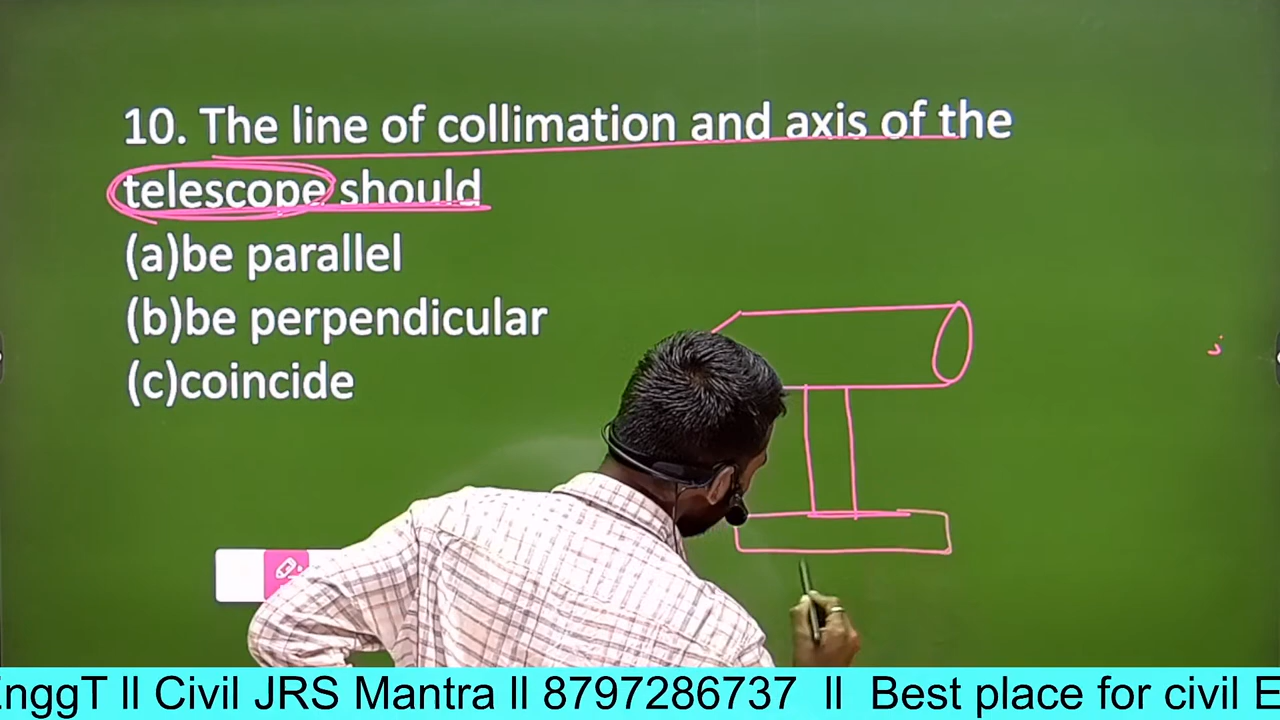 10. The line of collimation and axis of the
telescope should
(a)be parallel
(b)be perpendicular
(c)coincide
EnggT ll Civil JRS Mantra ll 8797286737 ll Best place for civil E